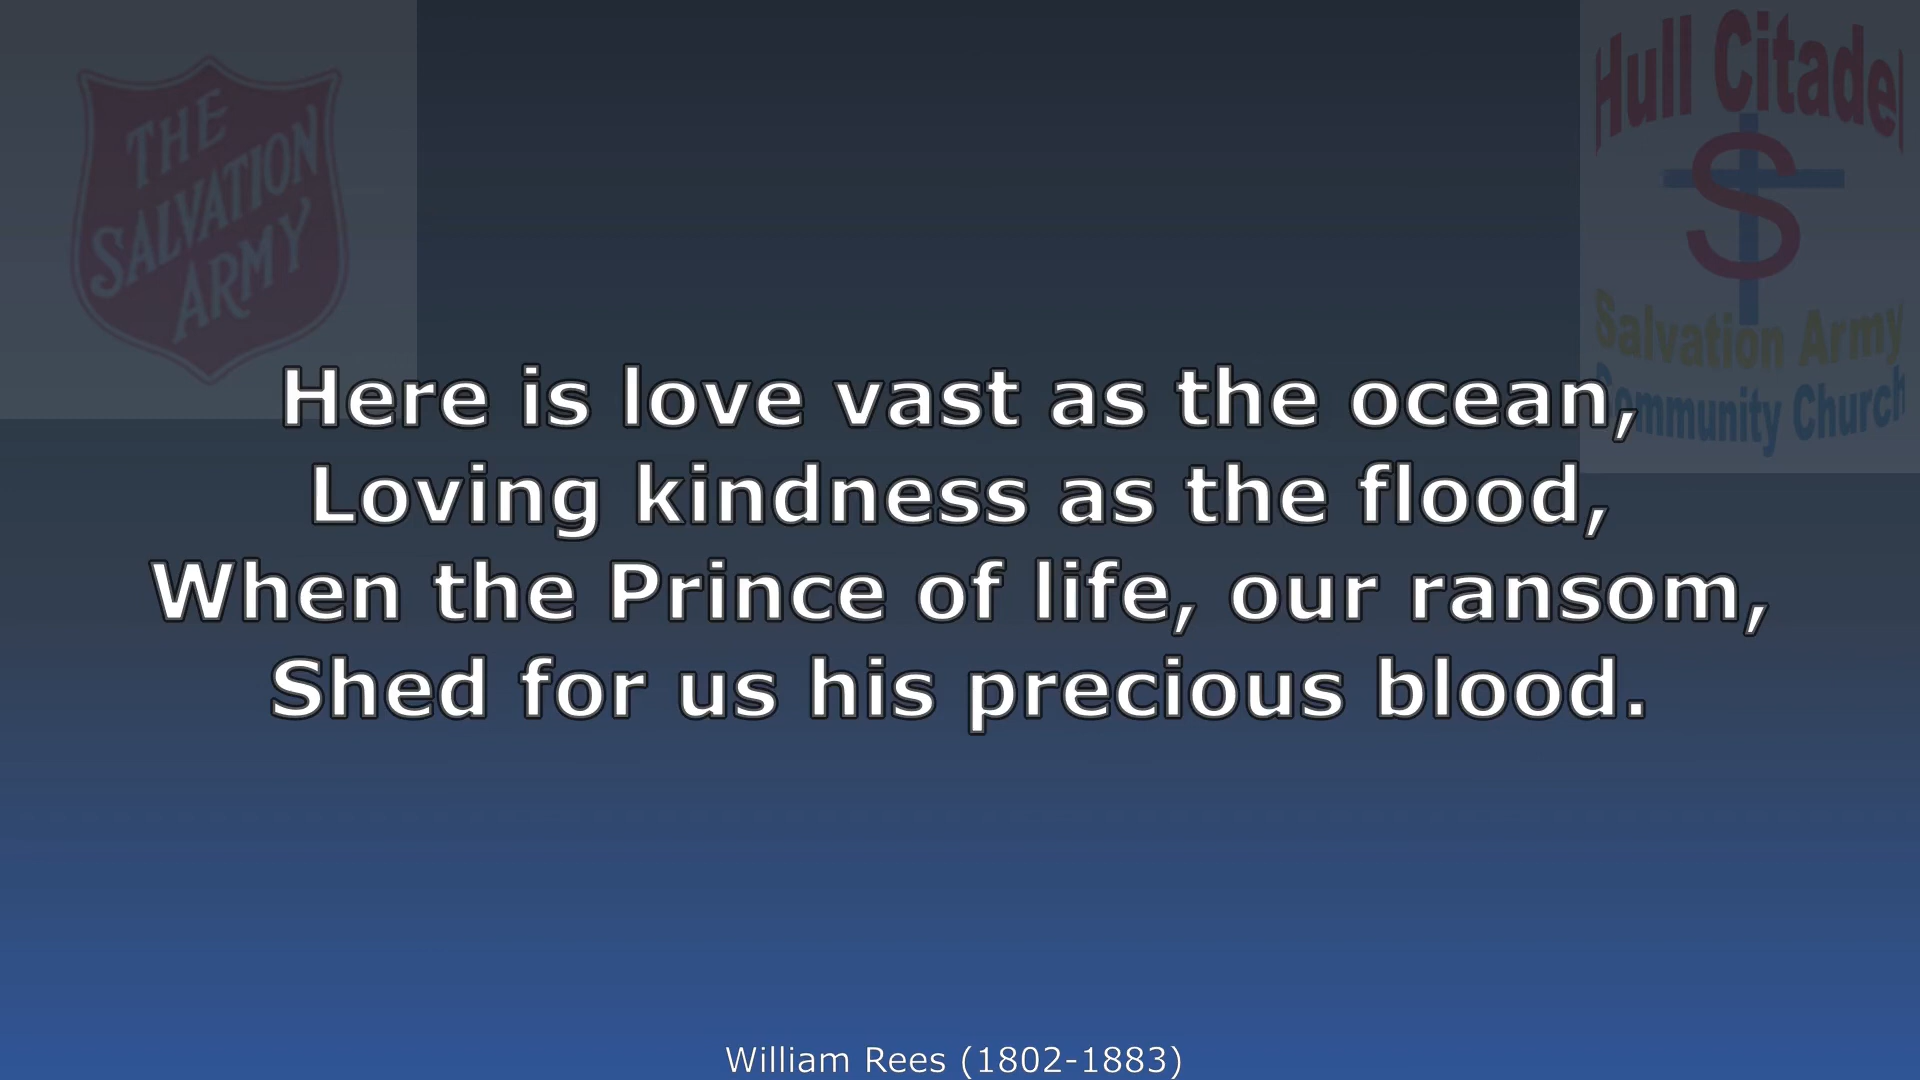 THE
SALVATION
ARMY
Hull Citadel
S
Salvation Army
Community Church
Here is love vast as the ocean,
Loving kindness as the flood,
When the Prince of life, our ransom,
Shed for us his precious blood.
William Rees (1802-1883)